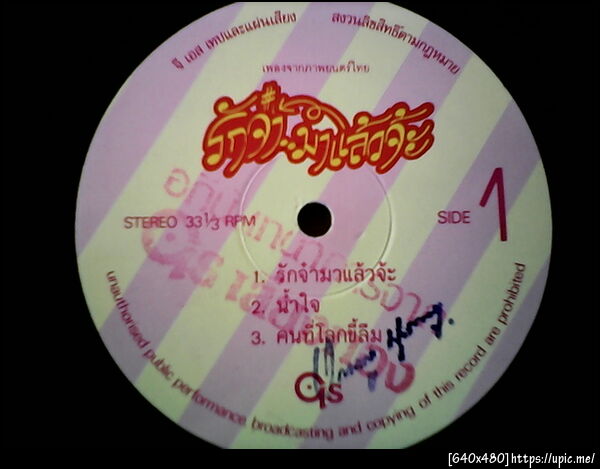 จี เอส เทปและแผ่นเสียง
สงวนลิขสิทธิ์ตามกฎหมาย
เพลงจากภาพยนตร์ไทย
รักจ๋า..มาแล้วจ้ะ
STEREO 33 1/3 RPM
SIDE 1
1. รักจ๋ามาแล้วจ้ะ
2. น้ำใจ
3. คนที่โลกขี้ลืม
GS
unauthorised public performance broadcasting and copying of this record are prohibited
[640x480]https://upic.me/